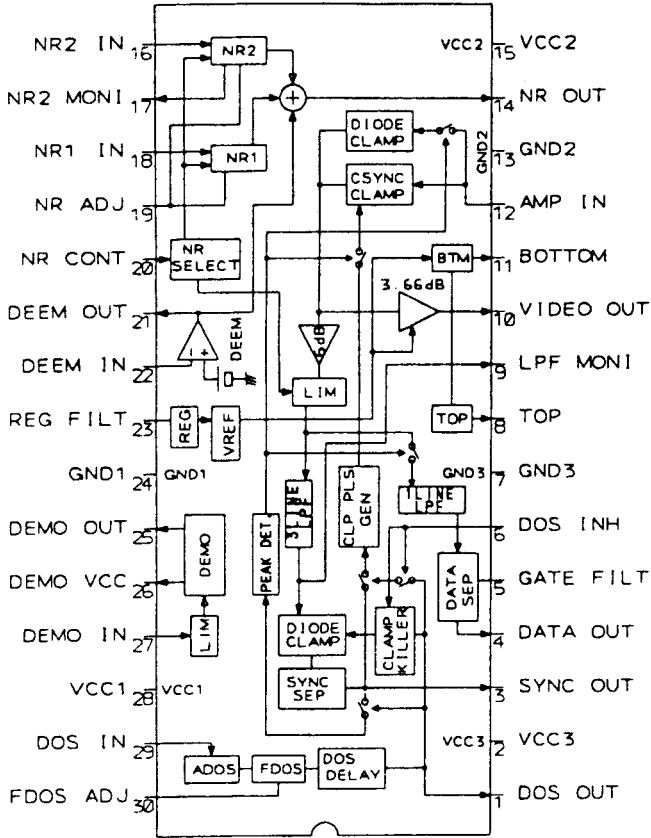 NR2 IN 16 NR2 VCC2 15 VCC2
NR2 MONI 17 + 14 NR OUT
DIODE CLAMP
NR1 IN 18 NR1 GND2 13 GND2
CSYNC CLAMP
NR ADJ 19 12 AMP IN
NR CONT 20 NR SELECT BTM 11 BOTTOM
3.66dB
DEEM OUT 21 10 VIDEO OUT
6dB
DEEM IN 22 - + DEEM 9 LPF MONI
LIM
REG FILT 23 REG VREF TOP 8 TOP
GND1 24 GND1 GND3 7 GND3
3LINE LPF
CLP PLS GEN
1LINE LPF
DEMO OUT 25 DEMO PEAK DET. 6 DOS INH
DEMO VCC 26 DATA SEP 5 GATE FILT
DEMO IN 27 LIM DIODE CLAMP CLAMP KILLER 4 DATA OUT
VCC1 28 VCC1 SYNC SEP 3 SYNC OUT
DOS IN 29 VCC3 2 VCC3
ADOS FDOS DOS DELAY
FDOS ADJ 30 1 DOS OUT